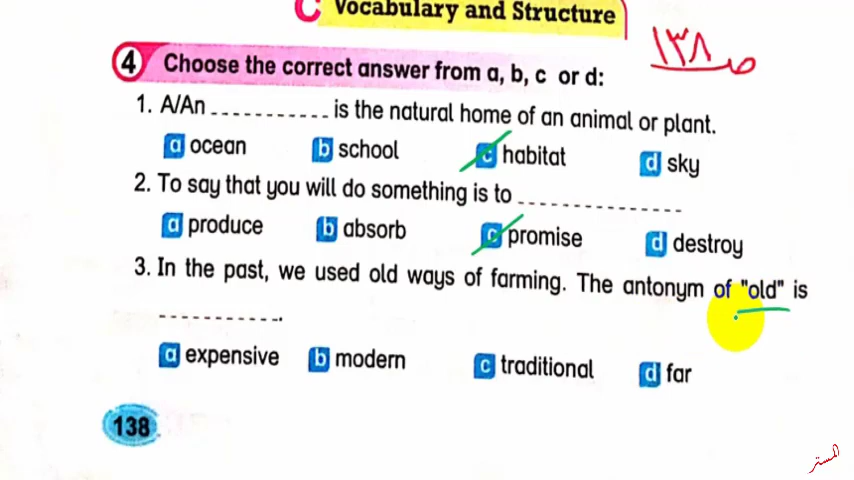 C Vocabulary and Structure
ص ١٣٨
4 Choose the correct answer from a, b, c or d:
1. A/An ___________ is the natural home of an animal or plant.
a ocean b school c habitat d sky
2. To say that you will do something is to _______________
a produce b absorb c promise d destroy
3. In the past, we used old ways of farming. The antonym of "old" is
___________.
a expensive b modern c traditional d far
138
المستر